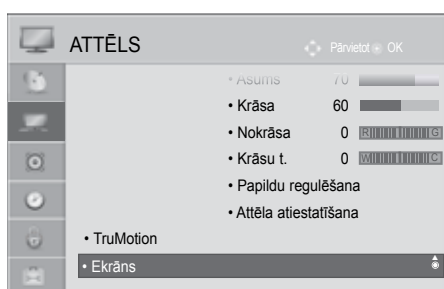 ATTĒLS
Pārvietot OK
• Asums 70
• Krāsa 60
• Nokrāsa 0 R G
• Krāsu t. 0 W C
• Papildu regulēšana
• Attēla atiestatīšana
• TruMotion
• Ekrāns